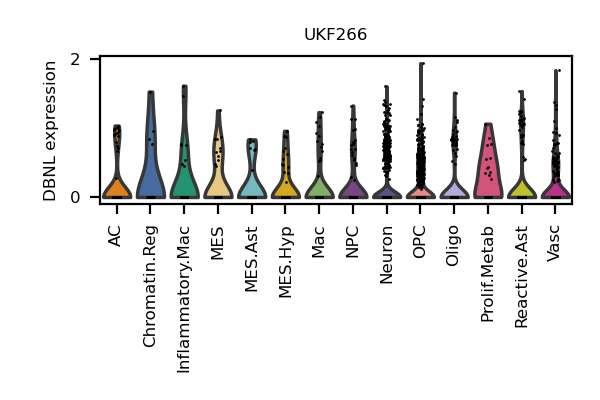 UKF266
DBNL expression
2
0
AC
Chromatin.Reg
Inflammatory.Mac
MES
MES.Ast
MES.Hyp
Mac
NPC
Neuron
OPC
Oligo
Prolif.Metab
Reactive.Ast
Vasc